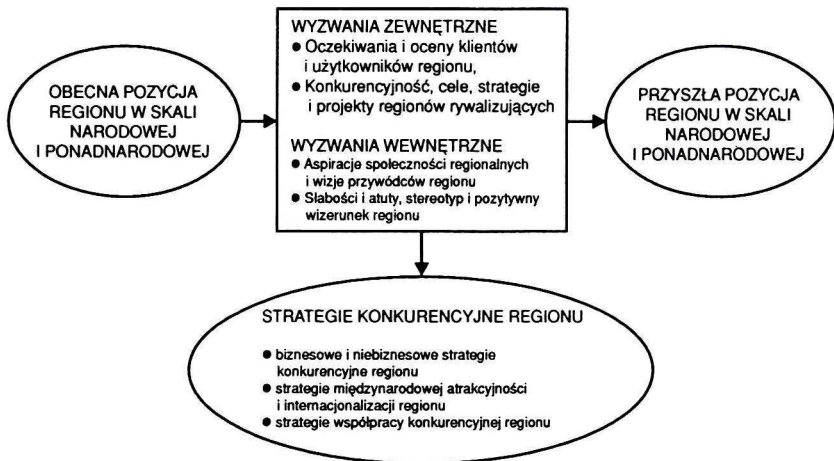 OBECNA POZYCJA
REGIONU W SKALI
NARODOWEJ
I PONADNARODOWEJ
WYZWANIA ZEWNĘTRZNE
● Oczekiwania i oceny klientów
i użytkowników regionu,
● Konkurencyjność, cele, strategie
i projekty regionów rywalizujących
WYZWANIA WEWNĘTRZNE
● Aspiracje społeczności regionalnych
i wizje przywódców regionu
● Słabości i atuty, stereotyp i pozytywny
wizerunek regionu
PRZYSZŁA POZYCJA
REGIONU W SKALI
NARODOWEJ
I PONADNARODOWEJ
STRATEGIE KONKURENCYJNE REGIONU
● biznesowe i niebiznesowe strategie
konkurencyjne regionu
● strategie międzynarodowej atrakcyjności
i internacjonalizacji regionu
● strategie współpracy konkurencyjnej regionu